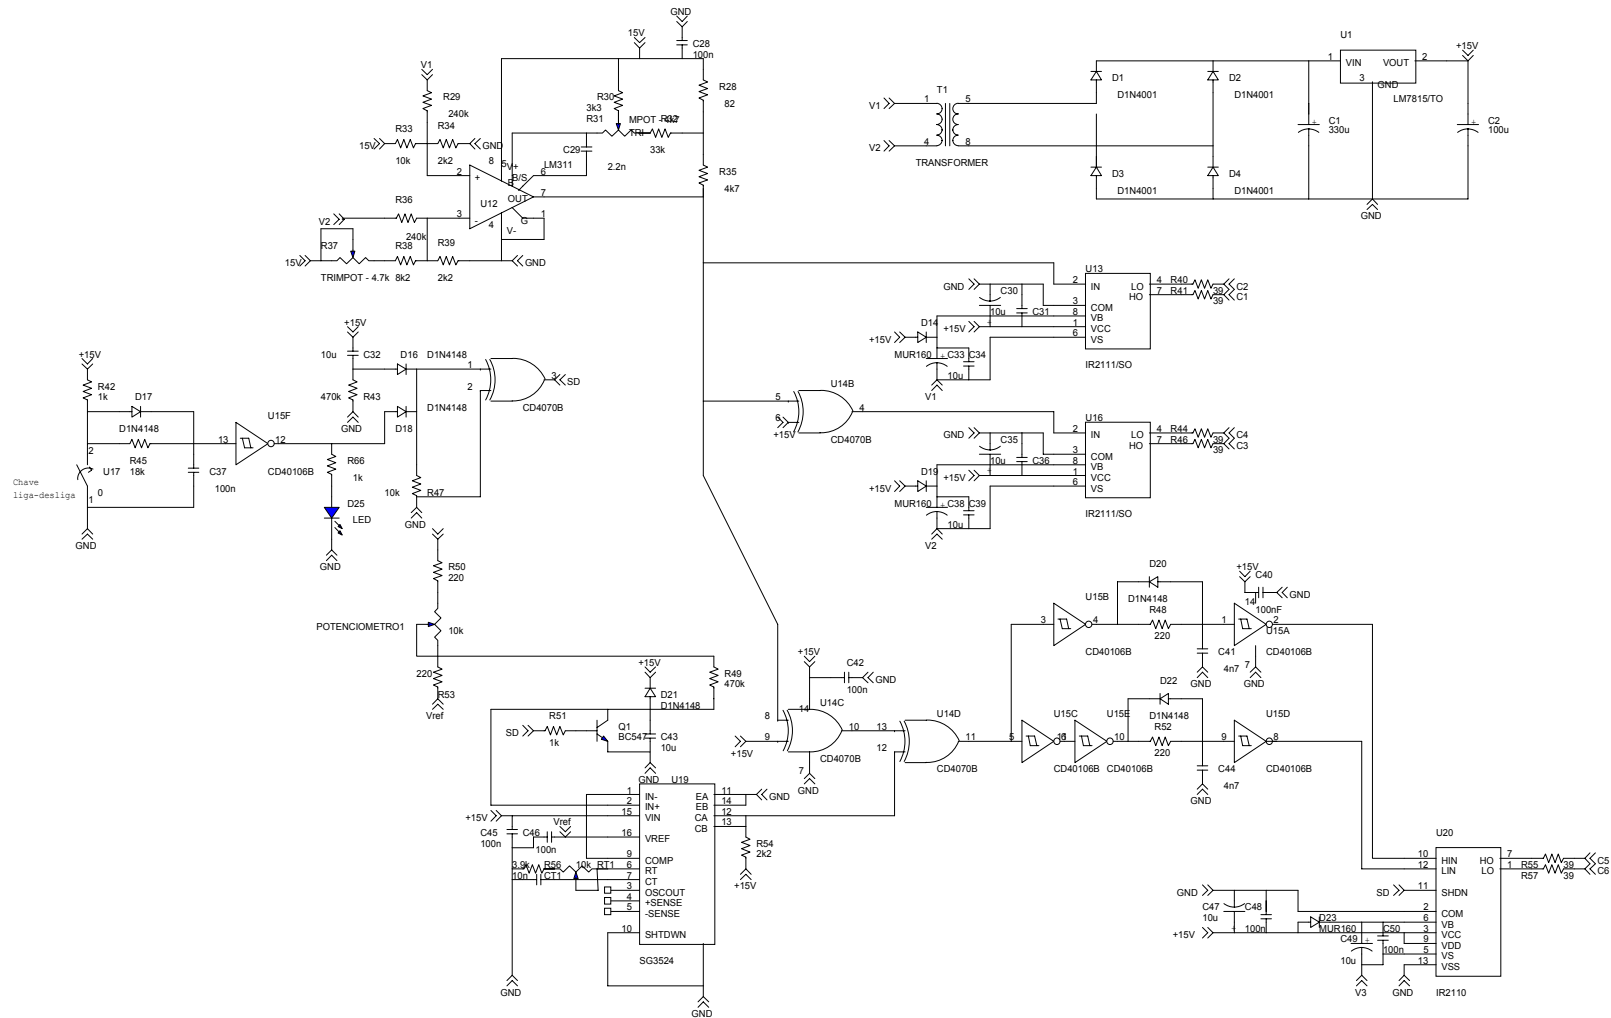 GND
15V
C28
100n
V1
R29
240k
R30
3k3
R31
MPOT - 4k7
R28
82
R33
R34
15V
GND
10k
2k2
33k
C29
2.2n
LM311
8
5
V+
B/S
B
6
2
+
U12
OUT
7
R35
4k7
V2
R36
240k
3
-
4
G
1
V-
R37
R38
R39
15V
GND
TRIMPOT - 4.7k
8k2
2k2
U1
1
VIN
VOUT
2
+15V
3
GND
LM7815/TO
D1
D1N4001
D2
D1N4001
T1
V1
1
5
V2
4
8
TRANSFORMER
C1
330u
+
C2
100u
+
D3
D1N4001
D4
D1N4001
GND
U13
GND
C30
10u
C31
2
IN
LO
4
R40
39
C2
HO
7
R41
39
C1
3
COM
8
VB
1
VCC
6
VS
D14
+15V
+15V
MUR160
C33
C34
10u
V1
IR2111/SO
+15V
10u
C32
D16
D1N4148
1
2
3
SD
CD4070B
470k
R43
GND
D1N4148
D18
+15V
R42
1k
D17
D1N4148
U15F
13
12
CD40106B
R45
18k
2
U17
0
1
C37
100n
Chave
liga-desliga
GND
R66
1k
D25
LED
GND
10k
R47
GND
U14B
5
6
+15V
4
CD4070B
U16
GND
C35
10u
C36
2
IN
LO
4
R44
39
C4
HO
7
R46
39
C3
3
COM
8
VB
1
VCC
6
VS
D19
+15V
+15V
MUR160
C38
C39
10u
V2
IR2111/SO
R50
220
POTENCIOMETRO1
10k
220
R53
Vref
R49
470k
+15V
D21
D1N4148
SD
R51
1k
Q1
BC547
C43
10u
GND
+15V
C42
100n
GND
U14C
14
8
9
10
+15V
7
GND
CD4070B
U14D
13
12
11
CD4070B
U15B
3
4
CD40106B
D20
D1N4148
R48
220
+15V
C40
100nF
GND
14
1
2
U15A
7
GND
CD40106B
C41
4n7
GND
U15C
5
CD40106B
U15E
10
CD40106B
D22
D1N4148
R52
220
9
U15D
8
CD40106B
C44
4n7
GND
U19
1
IN-
2
IN+
15
VIN
16
VREF
9
COMP
6
RT
7
CT
3
OSCOUT
4
+SENSE
5
-SENSE
10
SHTDWN
EA
11
EB
14
CA
12
CB
13
GND
SG3524
+15V
C45
100n
C46
100n
Vref
3.9k
R56
10k
RT1
10n
CT1
R54
2k2
+15V
GND
GND
U20
10
HIN
HO
7
R55
39
C5
12
LIN
LO
1
R57
39
C6
SD
11
SHDN
2
COM
6
VB
3
VCC
9
VDD
5
VS
13
VSS
GND
C47
10u
C48
100n
+15V
D23
MUR160
C49
10u
C50
100n
V3
GND
IR2110